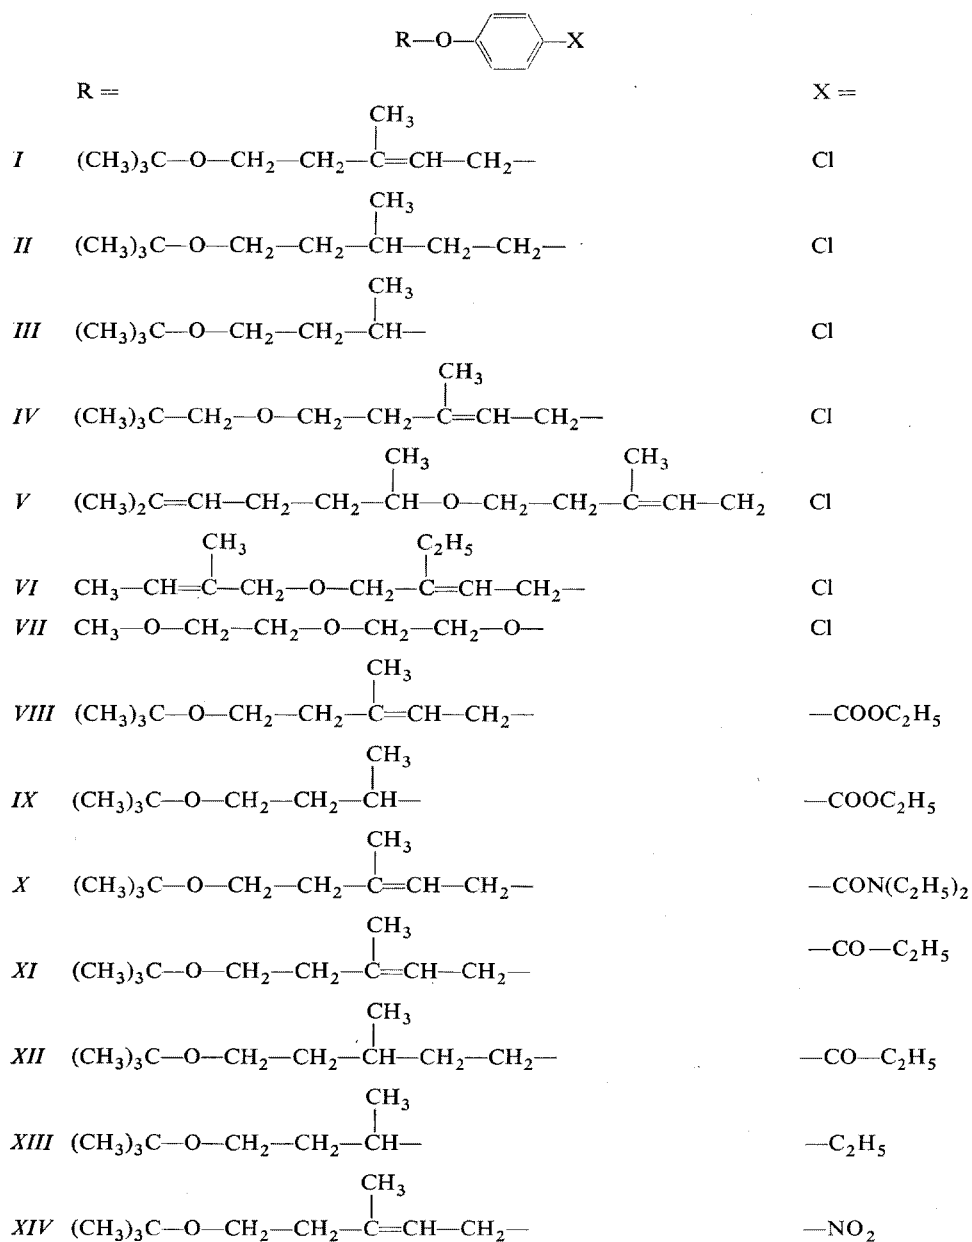 R—O— —X
R = X =
CH₃
I (CH₃)₃C—O—CH₂—CH₂—C=CH—CH₂— Cl
CH₃
II (CH₃)₃C—O—CH₂—CH₂—CH—CH₂—CH₂— Cl
CH₃
III (CH₃)₃C—O—CH₂—CH₂—CH— Cl
CH₃
IV (CH₃)₃C—CH₂—O—CH₂—CH₂—C=CH—CH₂— Cl
CH₃ CH₃
V (CH₃)₂C=CH—CH₂—CH₂—CH—O—CH₂—CH₂—C=CH—CH₂ Cl
CH₃ C₂H₅
VI CH₃—CH=C—CH₂—O—CH₂—C=CH—CH₂— Cl
VII CH₃—O—CH₂—CH₂—O—CH₂—CH₂—O— Cl
CH₃
VIII (CH₃)₃C—O—CH₂—CH₂—C=CH—CH₂— —COOC₂H₅
CH₃
IX (CH₃)₃C—O—CH₂—CH₂—CH— —COOC₂H₅
CH₃
X (CH₃)₃C—O—CH₂—CH₂—C=CH—CH₂— —CON(C₂H₅)₂
CH₃
XI (CH₃)₃C—O—CH₂—CH₂—C=CH—CH₂— —CO—C₂H₅
CH₃
XII (CH₃)₃C—O—CH₂—CH₂—CH—CH₂—CH₂— —CO—C₂H₅
CH₃
XIII (CH₃)₃C—O—CH₂—CH₂—CH— —C₂H₅
CH₃
XIV (CH₃)₃C—O—CH₂—CH₂—C=CH—CH₂— —NO₂